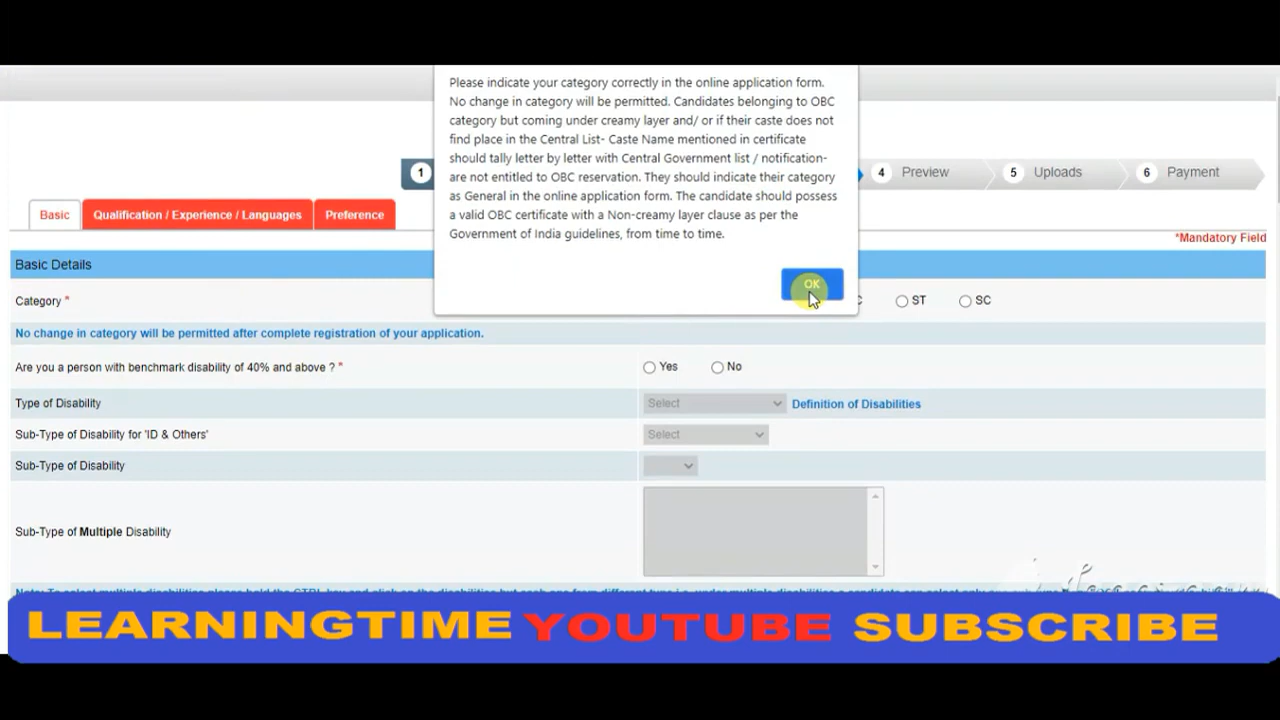 Please indicate your category correctly in the online application form.
No change in category will be permitted. Candidates belonging to OBC
category but coming under creamy layer and/ or if their caste does not
find place in the Central List- Caste Name mentioned in certificate
should tally letter by letter with Central Government list / notification-
are not entitled to OBC reservation. They should indicate their category
as General in the online application form. The candidate should possess
a valid OBC certificate with a Non-creamy layer clause as per the
Government of India guidelines, from time to time.
OK
1
4 Preview
5 Uploads
6 Payment
Basic
Qualification / Experience / Languages
Preference
*Mandatory Field
Basic Details
Category *
ST
SC
No change in category will be permitted after complete registration of your application.
Are you a person with benchmark disability of 40% and above ? *
Yes
No
Type of Disability
Select
Definition of Disabilities
Sub-Type of Disability for 'ID & Others'
Select
Sub-Type of Disability
Sub-Type of Multiple Disability
LEARNINGTIME YOUTUBE SUBSCRIBE